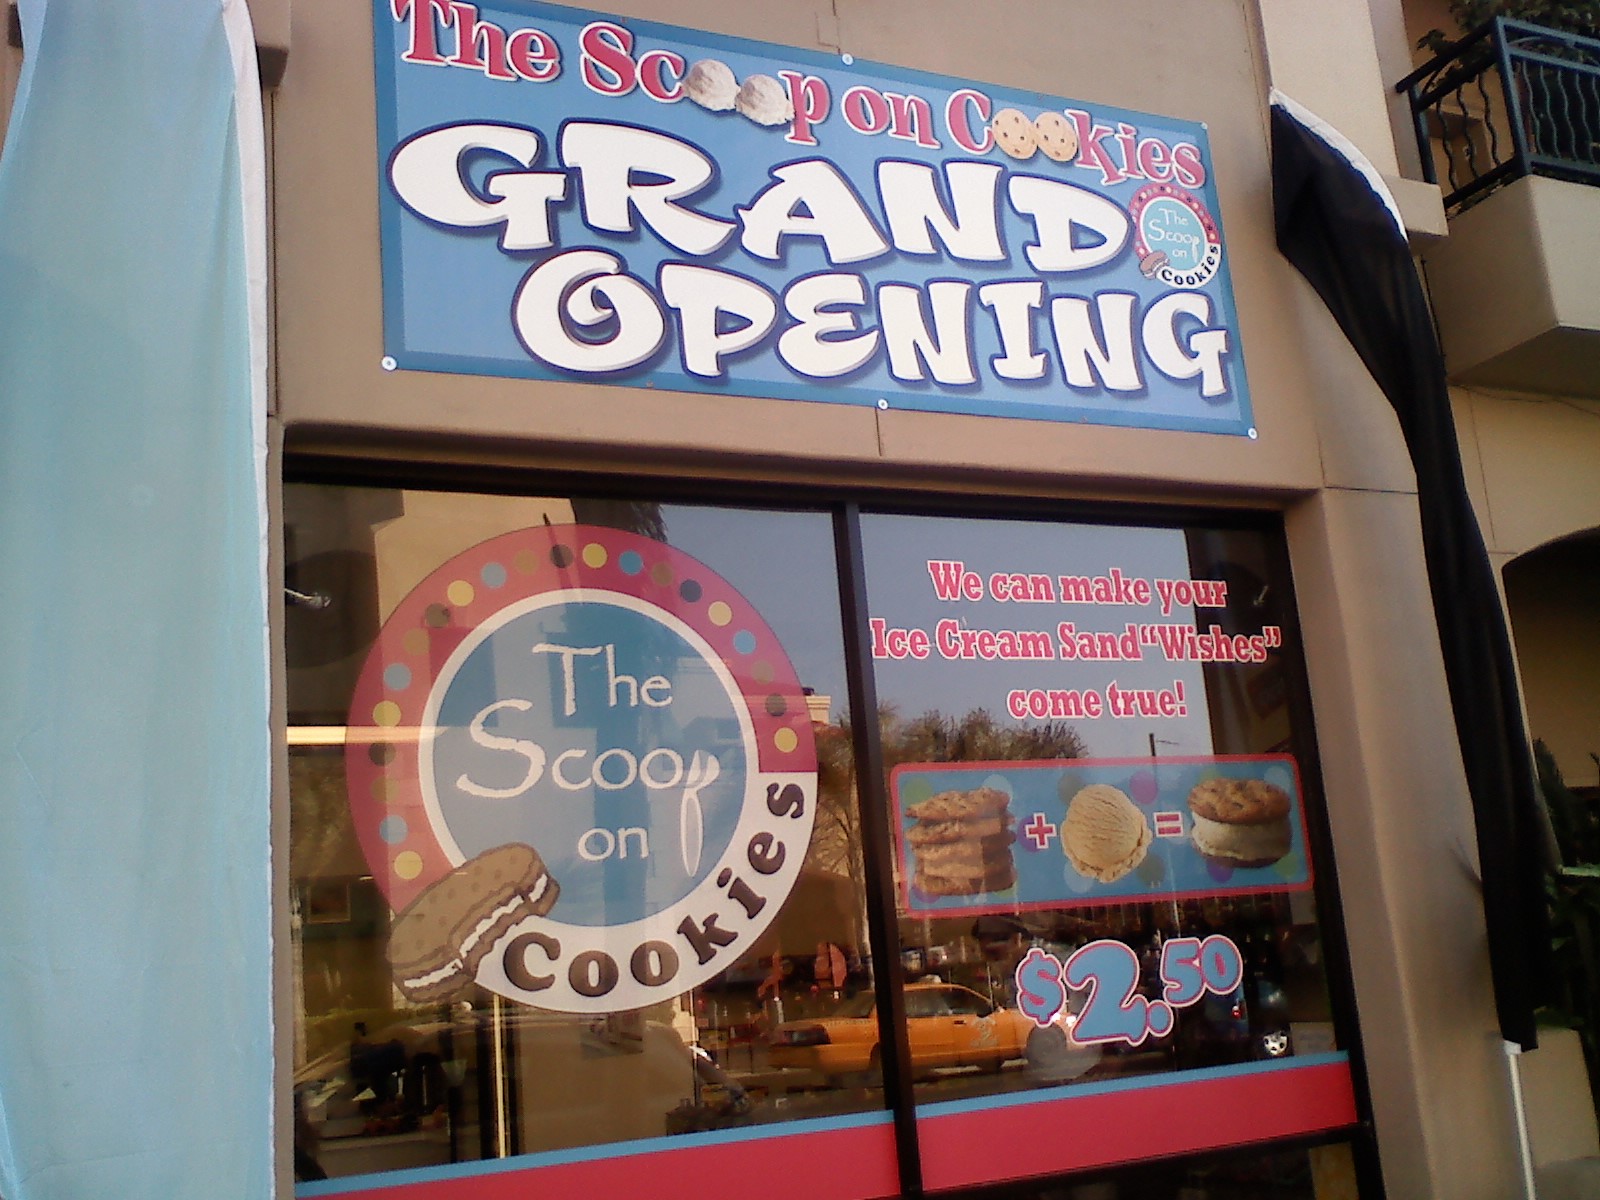 The Scoop on Cookies
GRAND
OPENING
The
Scoop
on
Cookies
The
Scoop
on
Cookies
We can make your
Ice Cream Sand“Wishes”
come true!
+ =
$2.50